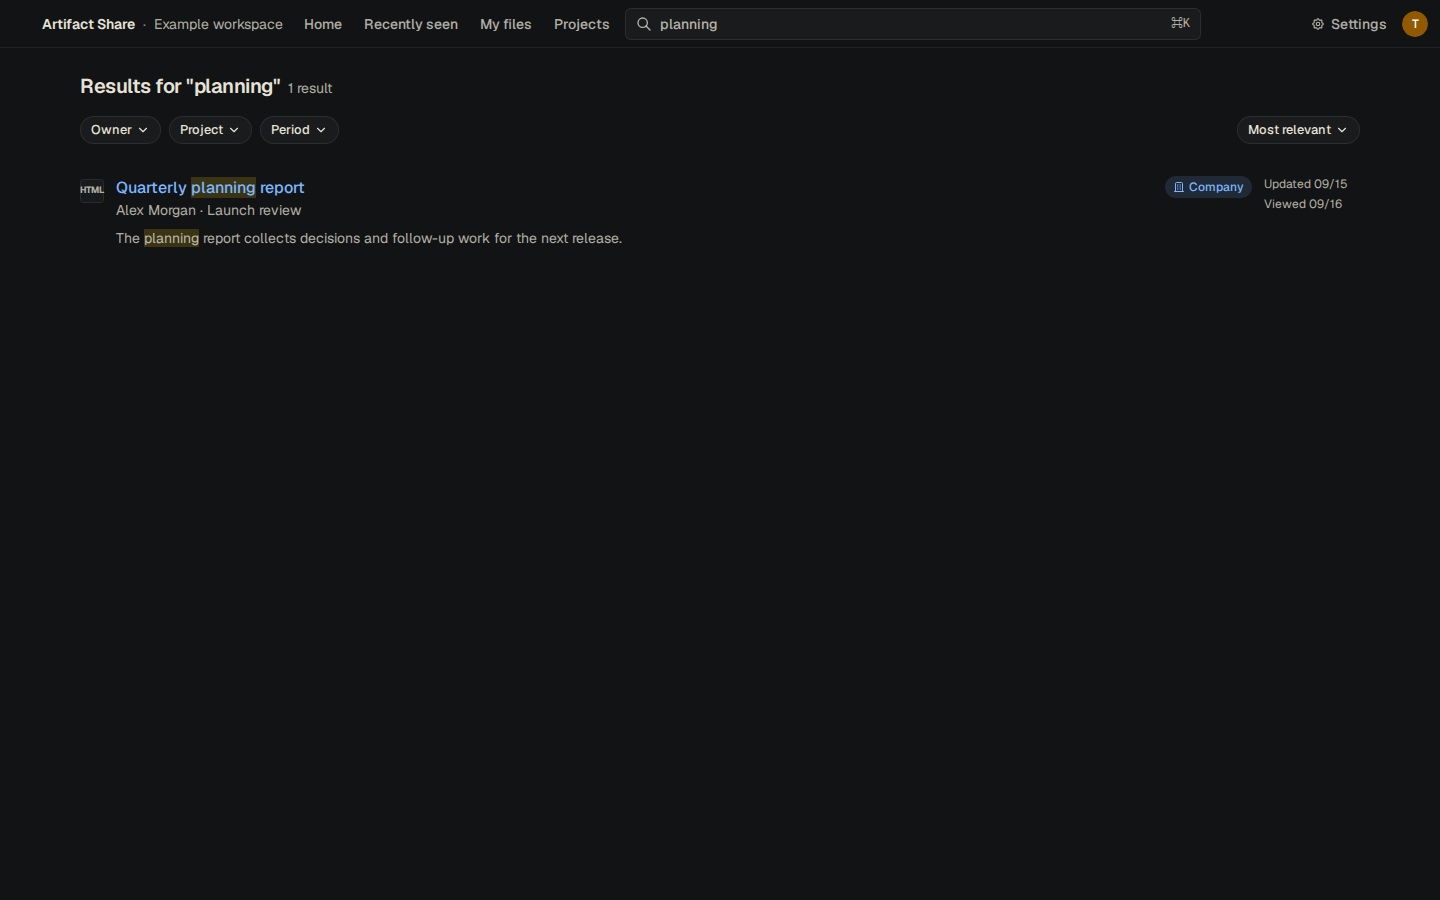 Artifact Share · Example workspace Home Recently seen My files Projects planning ⌘K Settings T
Results for "planning" 1 result
Owner Project Period Most relevant
HTML Quarterly planning report Company Updated 09/15
Alex Morgan · Launch review Viewed 09/16
The planning report collects decisions and follow-up work for the next release.